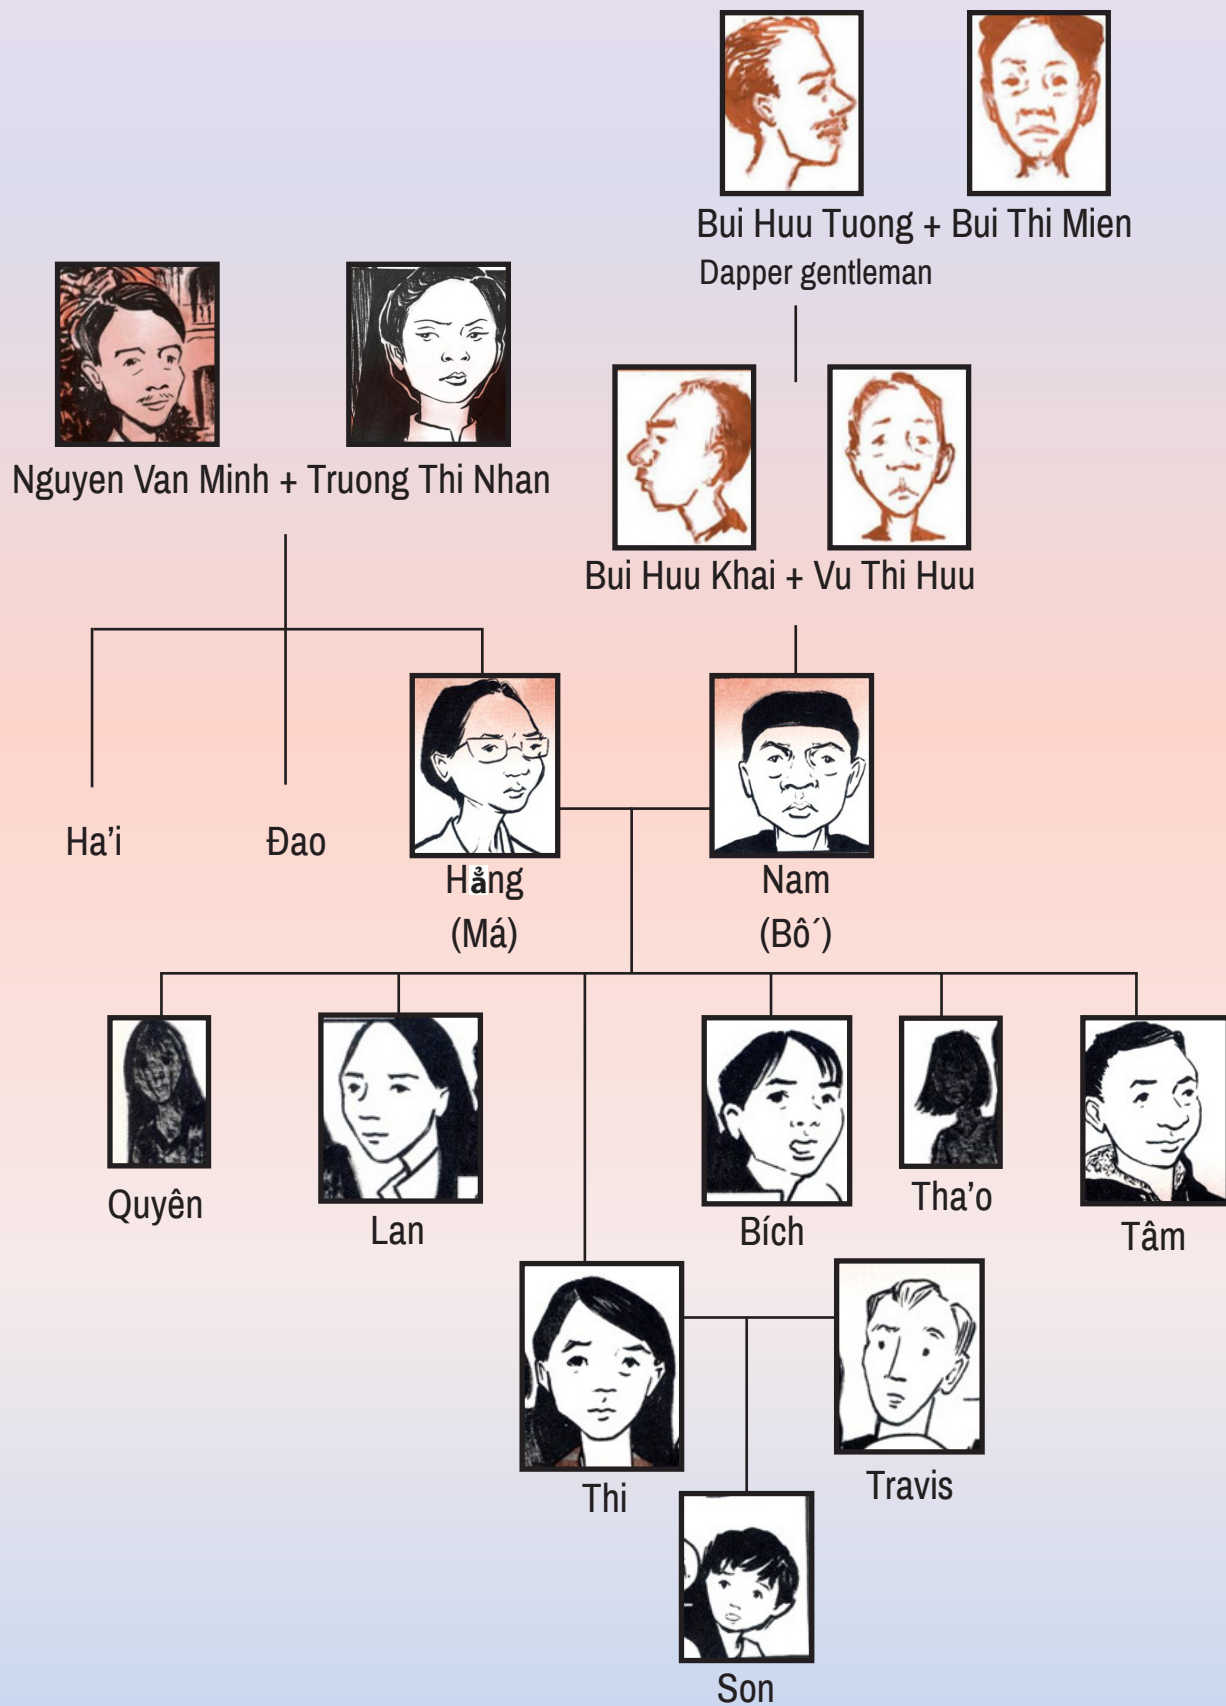 Bui Huu Tuong + Bui Thi Mien
Dapper gentleman
Nguyen Van Minh + Truong Thi Nhan
Bui Huu Khai + Vu Thi Huu
Ha’i
Đao
Hẳng
(Má)
Nam
(Bô´)
Quyên
Lan
Bích
Tha’o
Tâm
Thi
Travis
Son